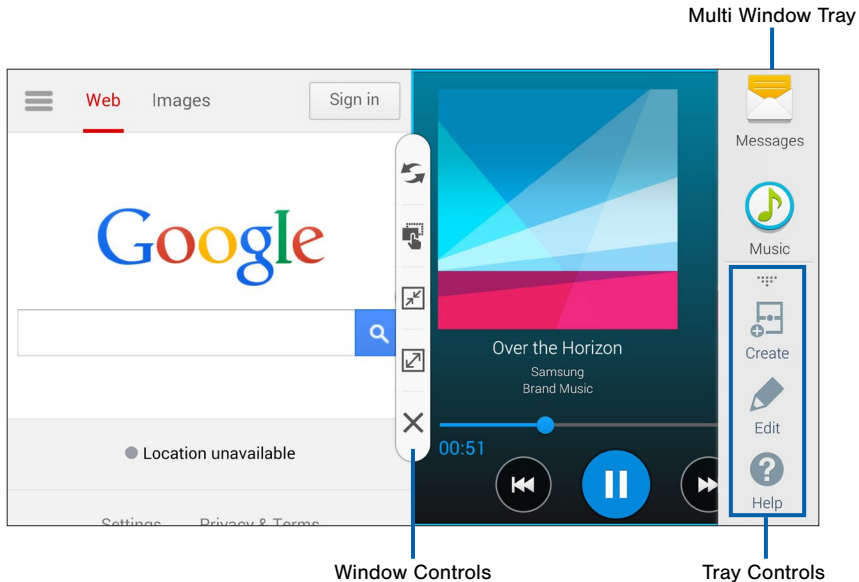 Multi Window Tray
Web Images Sign in
Google
Location unavailable
Settings Privacy & Terms
Over the Horizon
Samsung
Brand Music
00:51
Messages
Music
Create
Edit
Help
Window Controls
Tray Controls